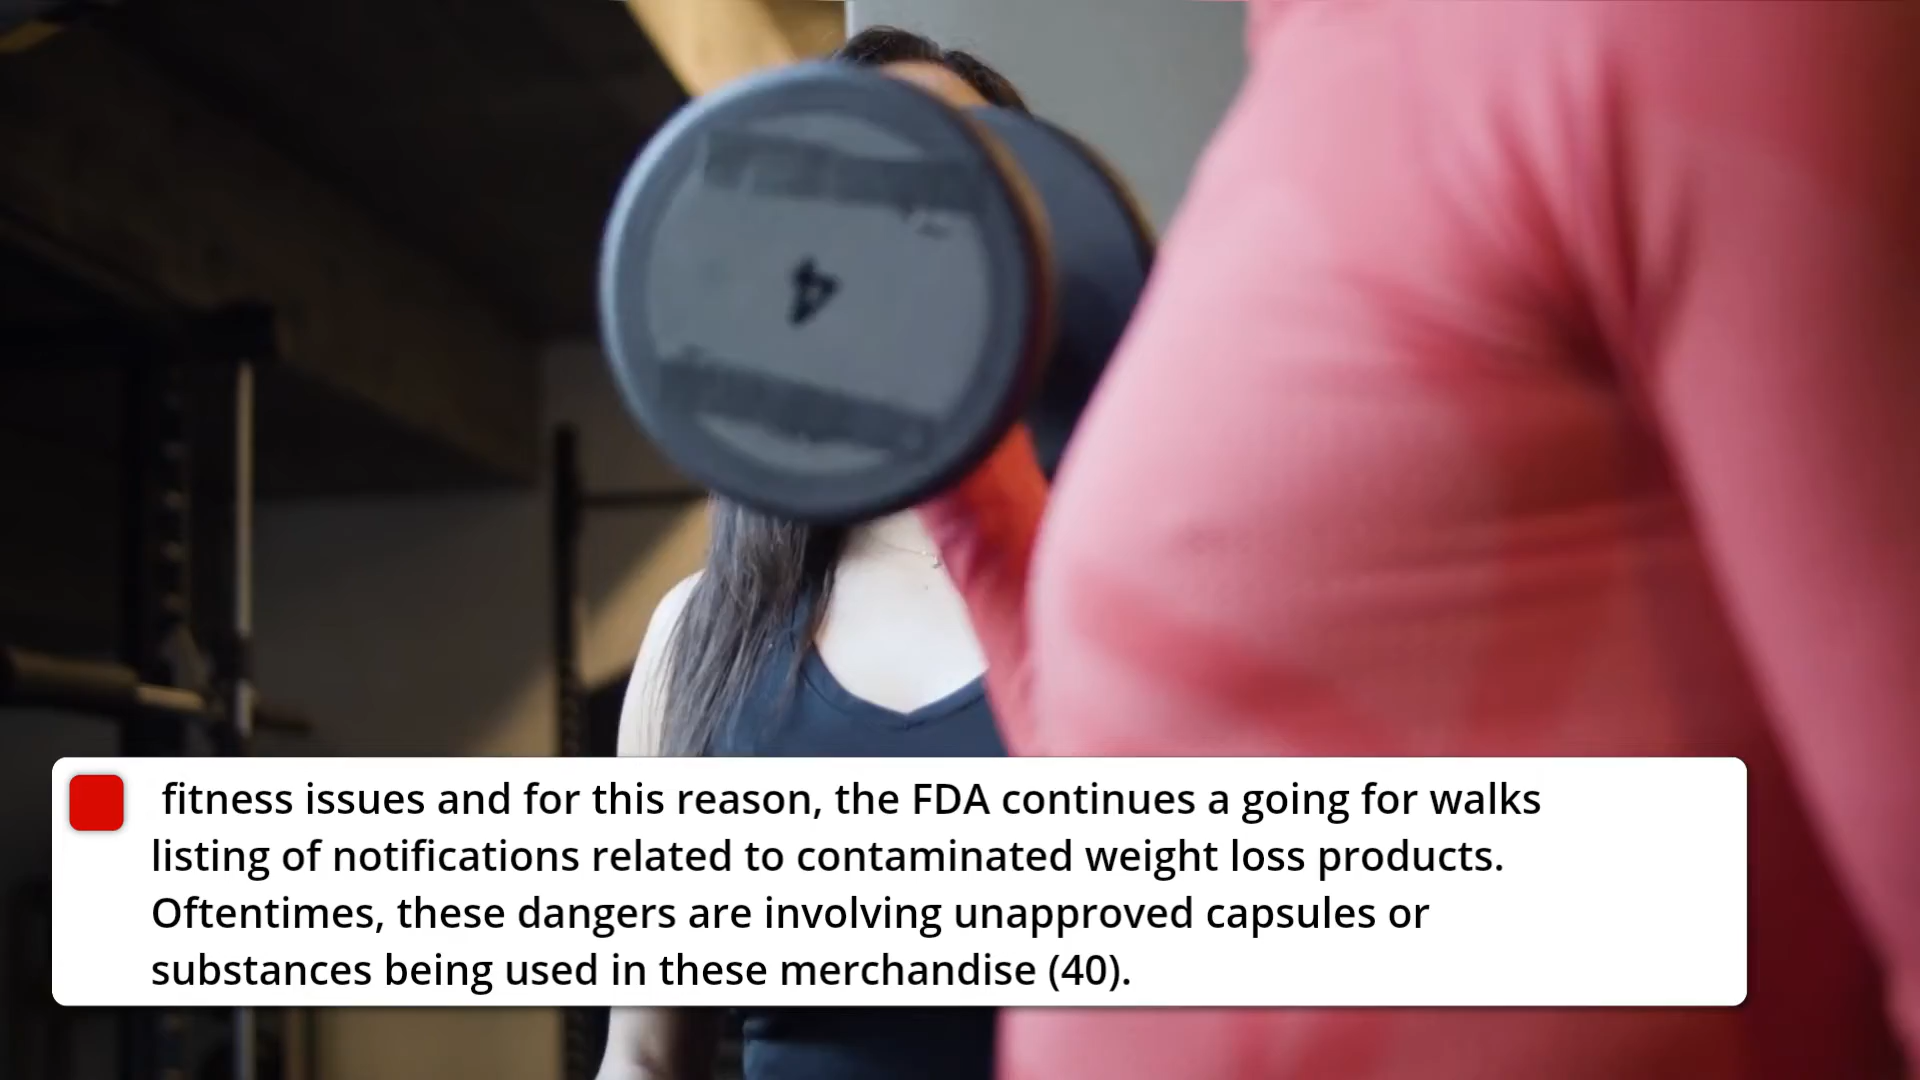 4
fitness issues and for this reason, the FDA continues a going for walks
listing of notifications related to contaminated weight loss products.
Oftentimes, these dangers are involving unapproved capsules or
substances being used in these merchandise (40).